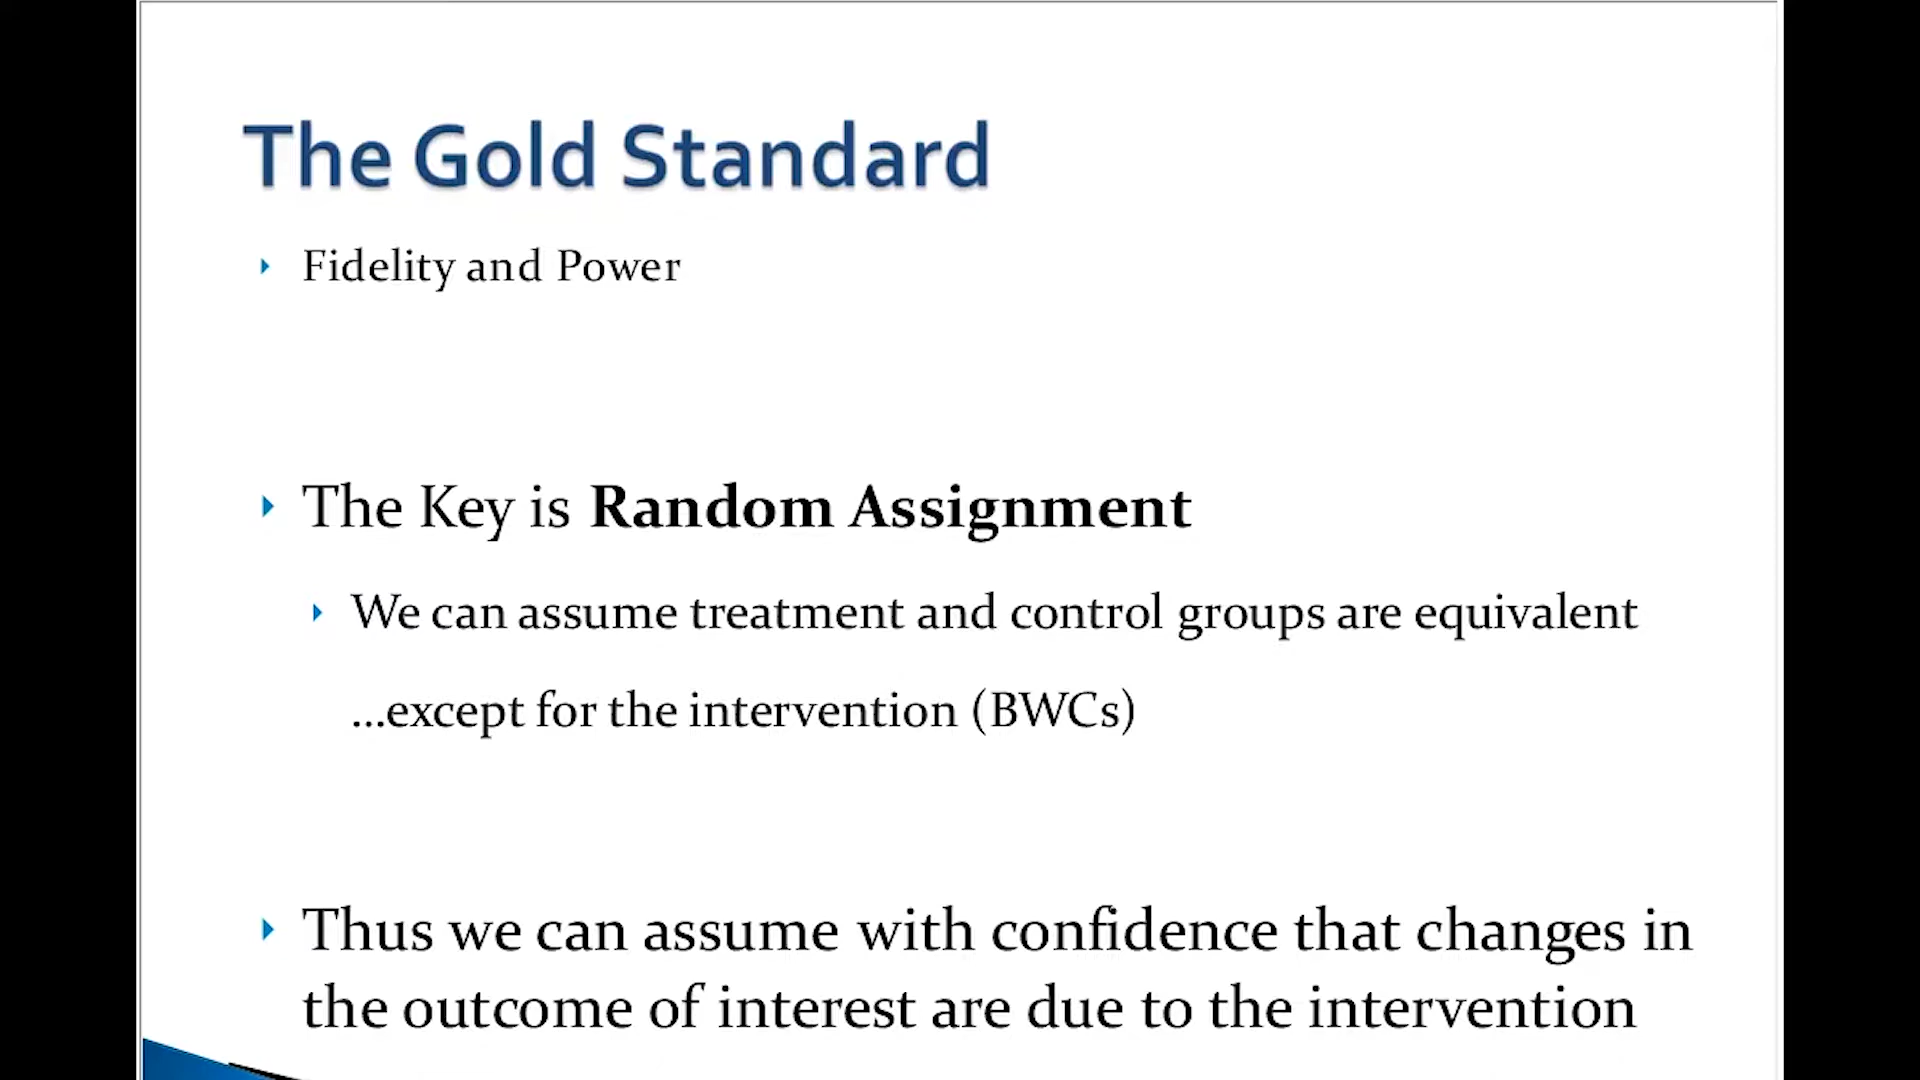 The Gold Standard
Fidelity and Power
The Key is Random Assignment
We can assume treatment and control groups are equivalent
...except for the intervention (BWCs)
Thus we can assume with confidence that changes in
the outcome of interest are due to the intervention